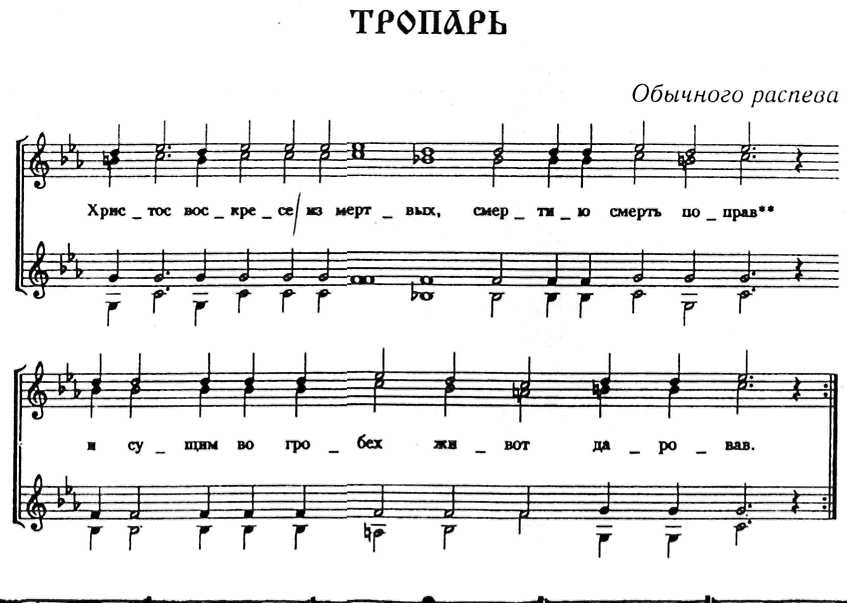 ТРОПАРЬ
Обычного распева
Хрис_тос вос_кре_се/из мерт_вых, смер_ти_ю смерть по_прав**
и су_щим во гро_бех жи_вот да_ро_вав.